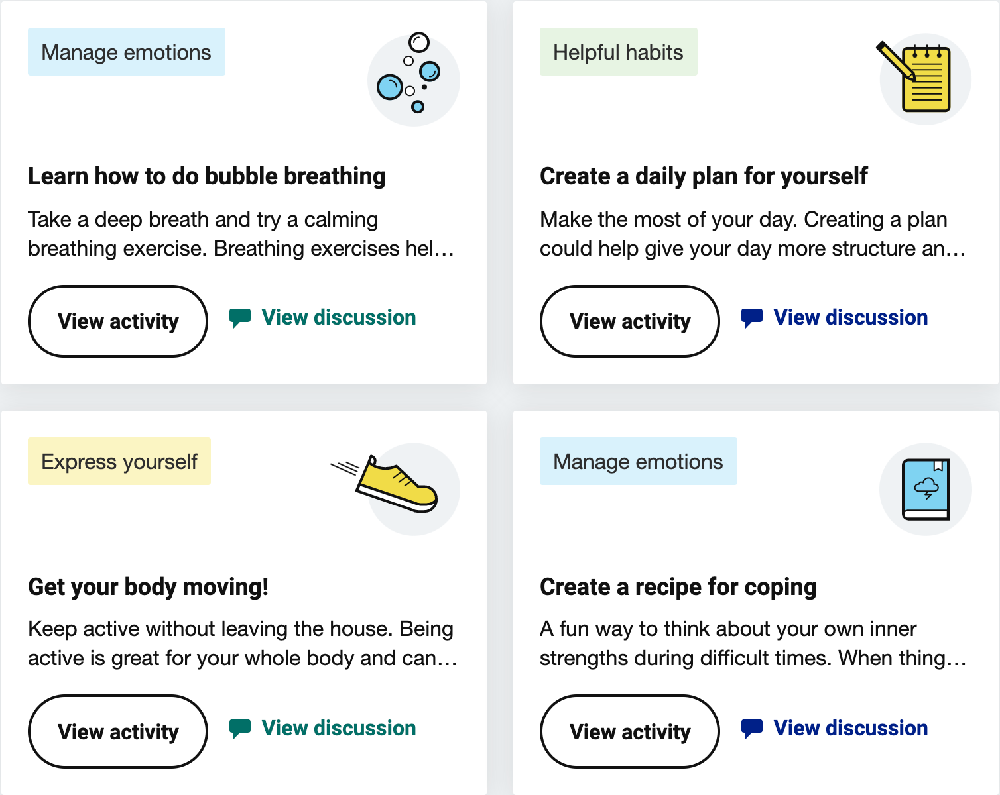 Manage emotions
Learn how to do bubble breathing
Take a deep breath and try a calming
breathing exercise. Breathing exercises hel...
View activity
View discussion
Helpful habits
Create a daily plan for yourself
Make the most of your day. Creating a plan
could help give your day more structure an...
View activity
View discussion
Express yourself
Get your body moving!
Keep active without leaving the house. Being
active is great for your whole body and can...
View activity
View discussion
Manage emotions
Create a recipe for coping
A fun way to think about your own inner
strengths during difficult times. When thing...
View activity
View discussion